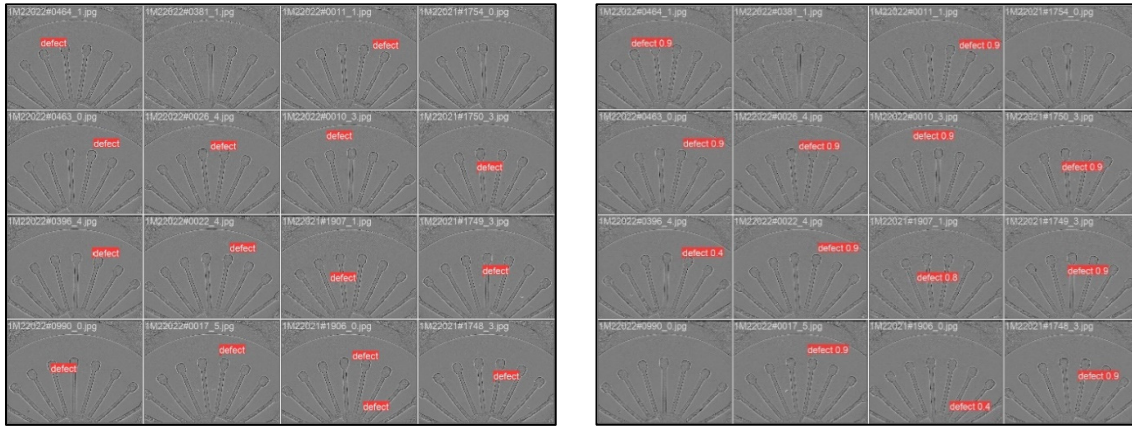 1M22022#0464_1.jpg 1M22022#0381_1.jpg 1M22022#0011_1.jpg 1M22021#1754_0.jpg
defect defect
1M22022#0463_0.jpg 1M22022#0026_4.jpg 1M22022#0010_3.jpg 1M22021#1750_3.jpg
defect defect defect defect
1M22022#0396_4.jpg 1M22022#0022_4.jpg 1M22021#1907_1.jpg 1M22021#1749_3.jpg
defect defect defect defect
1M22022#0990_0.jpg 1M22022#0017_5.jpg 1M22021#1906_0.jpg 1M22021#1748_3.jpg
defect defect defect defect
defect
1M22022#0464_1.jpg 1M22022#0381_1.jpg 1M22022#0011_1.jpg 1M22021#1754_0.jpg
defect 0.9 defect 0.9
1M22022#0463_0.jpg 1M22022#0026_4.jpg 1M22022#0010_3.jpg 1M22021#1750_3.jpg
defect 0.9 defect 0.9 defect 0.9 defect 0.9
1M22022#0396_4.jpg 1M22022#0022_4.jpg 1M22021#1907_1.jpg 1M22021#1749_3.jpg
defect 0.4 defect 0.9 defect 0.8 defect 0.9
1M22022#0990_0.jpg 1M22022#0017_5.jpg 1M22021#1906_0.jpg 1M22021#1748_3.jpg
defect 0.9 defect 0.9
defect 0.4